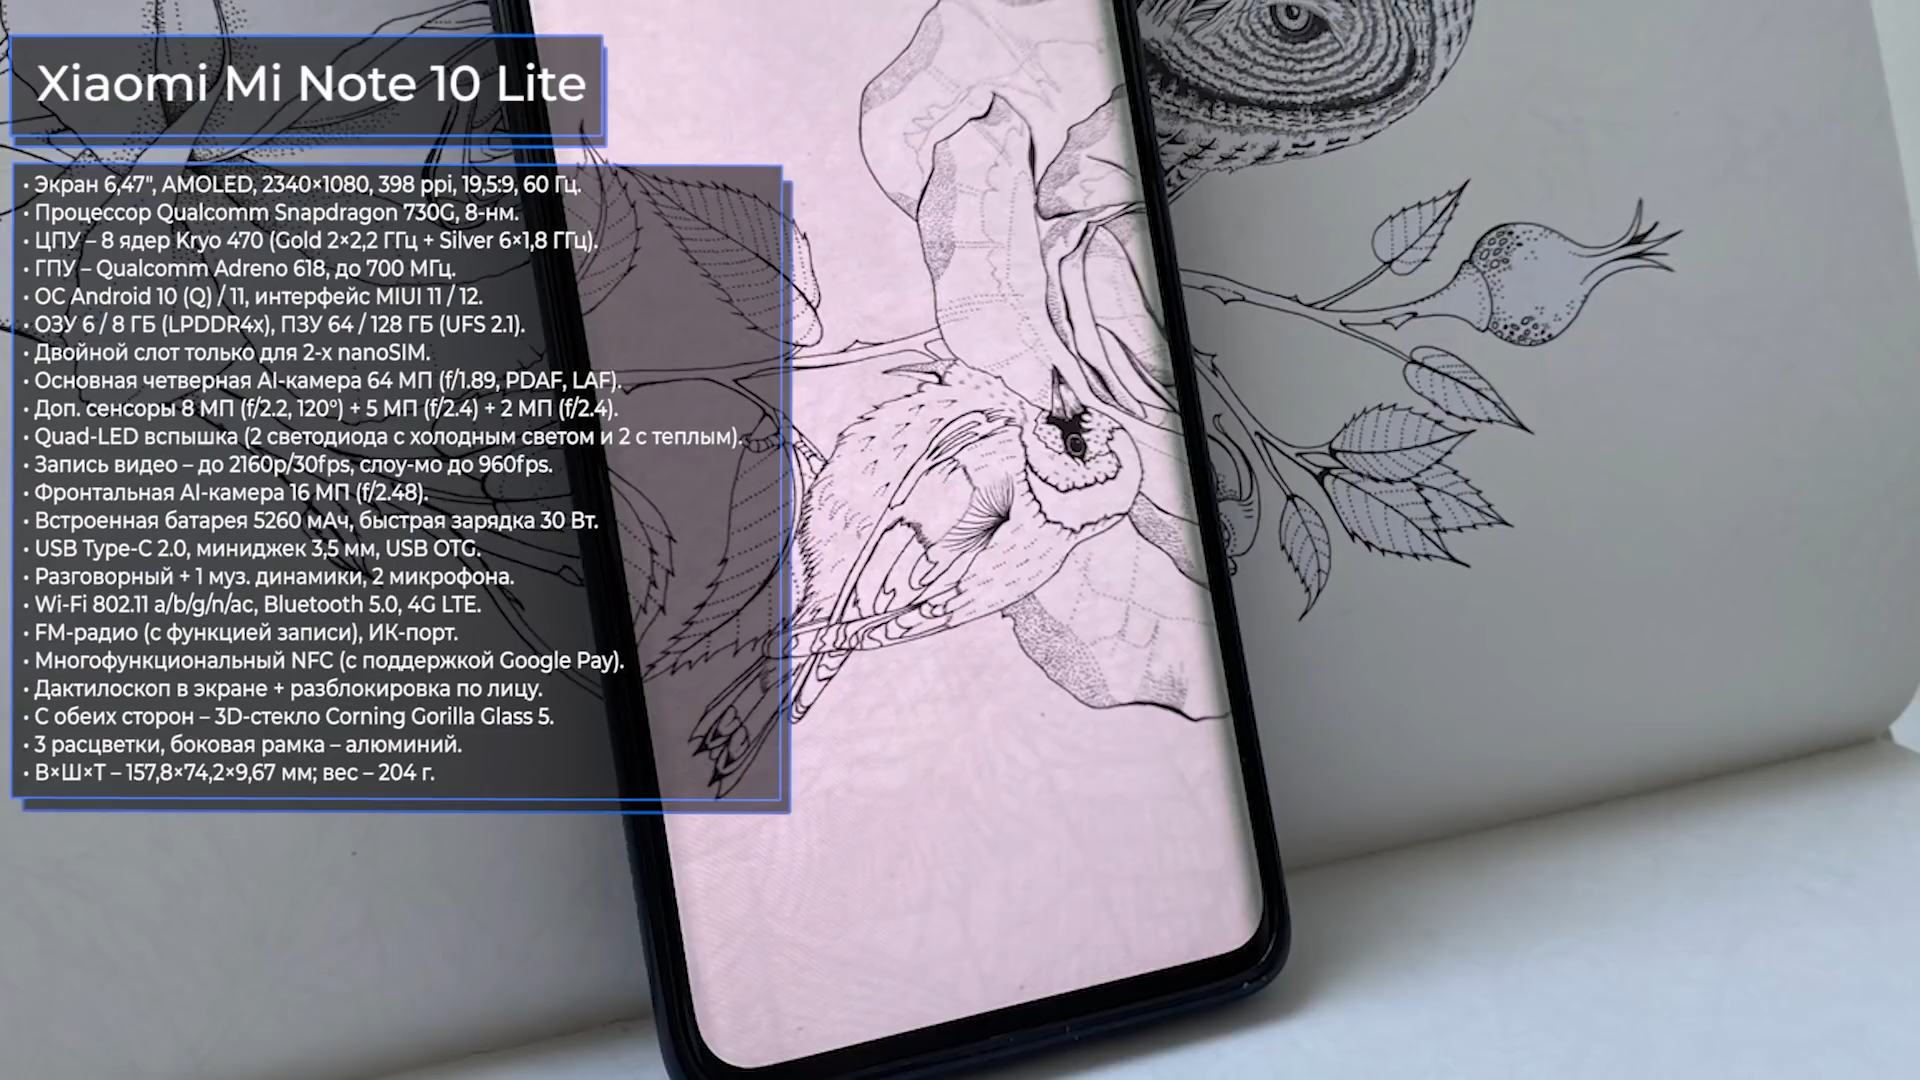 Xiaomi Mi Note 10 Lite
• Экран 6,47", AMOLED, 2340×1080, 398 ppi, 19,5:9, 60 Гц.
• Процессор Qualcomm Snapdragon 730G, 8-нм.
• ЦПУ – 8 ядер Kryo 470 (Gold 2×2,2 ГГц + Silver 6×1,8 ГГц).
• ГПУ – Qualcomm Adreno 618, до 700 МГц.
• ОС Android 10 (Q) / 11, интерфейс MIUI 11 / 12.
• ОЗУ 6 / 8 ГБ (LPDDR4x), ПЗУ 64 / 128 ГБ (UFS 2.1).
• Двойной слот только для 2-х nanoSIM.
• Основная четверная AI-камера 64 МП (f/1.89, PDAF, LAF).
• Доп. сенсоры 8 МП (f/2.2, 120°) + 5 МП (f/2.4) + 2 МП (f/2.4).
• Quad-LED вспышка (2 светодиода с холодным светом и 2 с теплым).
• Запись видео – до 2160p/30fps, слоу-мо до 960fps.
• Фронтальная AI-камера 16 МП (f/2.48).
• Встроенная батарея 5260 мАч, быстрая зарядка 30 Вт.
• USB Type-C 2.0, миниджек 3,5 мм, USB OTG.
• Разговорный + 1 муз. динамики, 2 микрофона.
• Wi-Fi 802.11 a/b/g/n/ac, Bluetooth 5.0, 4G LTE.
• FM-радио (с функцией записи), ИК-порт.
• Многофункциональный NFC (с поддержкой Google Pay).
• Дактилоскоп в экране + разблокировка по лицу.
• С обеих сторон – 3D-стекло Corning Gorilla Glass 5.
• 3 расцветки, боковая рамка – алюминий.
• В×Ш×Т – 157,8×74,2×9,67 мм; вес – 204 г.